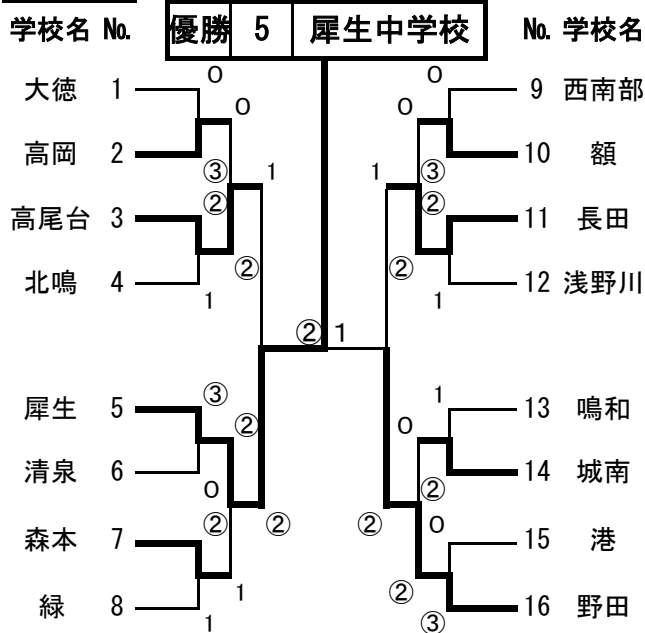 学校名 №
優勝 5 犀生中学校
№ 学校名
大徳 1 0 0 9 西南部
0 0
高岡 2 10 額
③ 1 1 ③
② ②
高尾台 3 11 長田
② ②
北鳴 4 12 浅野川
1 1
② 1
犀生 5 ③ 1 13 鳴和
② 0
清泉 6 14 城南
0 ②
森本 7 ② ② ② 0 15 港
1 ②
緑 8 16 野田
1 ③